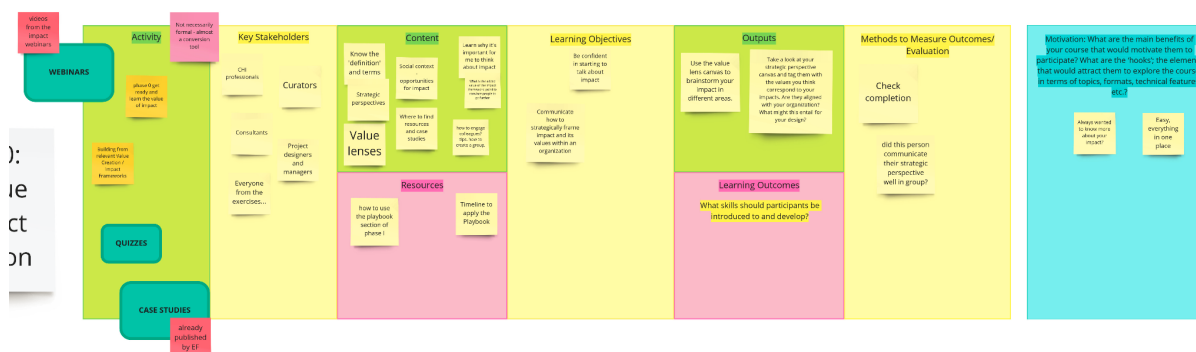 videos
from the
impact
webinars
WEBINARS
Activity
Not necessarily
formal - almost
a conversion
tool
phase 0 get
ready and
learn the value
of impact
Building from
relevant Value
Creation /
Impact
frameworks
QUIZZES
CASE STUDIES
already
published
by EF
0:
ue
ct
on
Key Stakeholders
CHI
professionals
Curators
Consultants
Project
designers
and
managers
Everyone
from the
exercises...
Content
Know the
'definition'
and terms
Social context
opportunities
for impact
Learn why it's
important for
me to think
about impact
Strategic
perspectives
Where to find
resources
and case
studies
Value
lenses
how to engage
colleagues?
tips, how to
create a group,
Resources
how to use
the playbook
section of
phase I
Timeline to
apply the
Playbook
Learning Objectives
Be confident
in starting to
talk about
impact
Communicate
how to
strategically frame
impact and its
values within an
organization
Outputs
Use the value
lens canvas to
brainstorm your
impact in
different areas.
Take a look at your
strategic perspective
canvas and tag them with
the values you think
correspond to your
impacts. Are they aligned
with your organization?
What might this entail for
your design?
Learning Outcomes
What skills should participants be
introduced to and develop?
Methods to Measure Outcomes/
Evaluation
Check
completion
did this person
communicate
their strategic
perspective
well in group?
Motivation: What are the main benefits of
your course that would motivate them to
participate? What are the 'hooks'; the elemen
that would attract them to explore the course
in terms of topics, formats, technical feature
etc.?
Always wanted
to know more
about your
impact?
Easy,
everything
in one
place